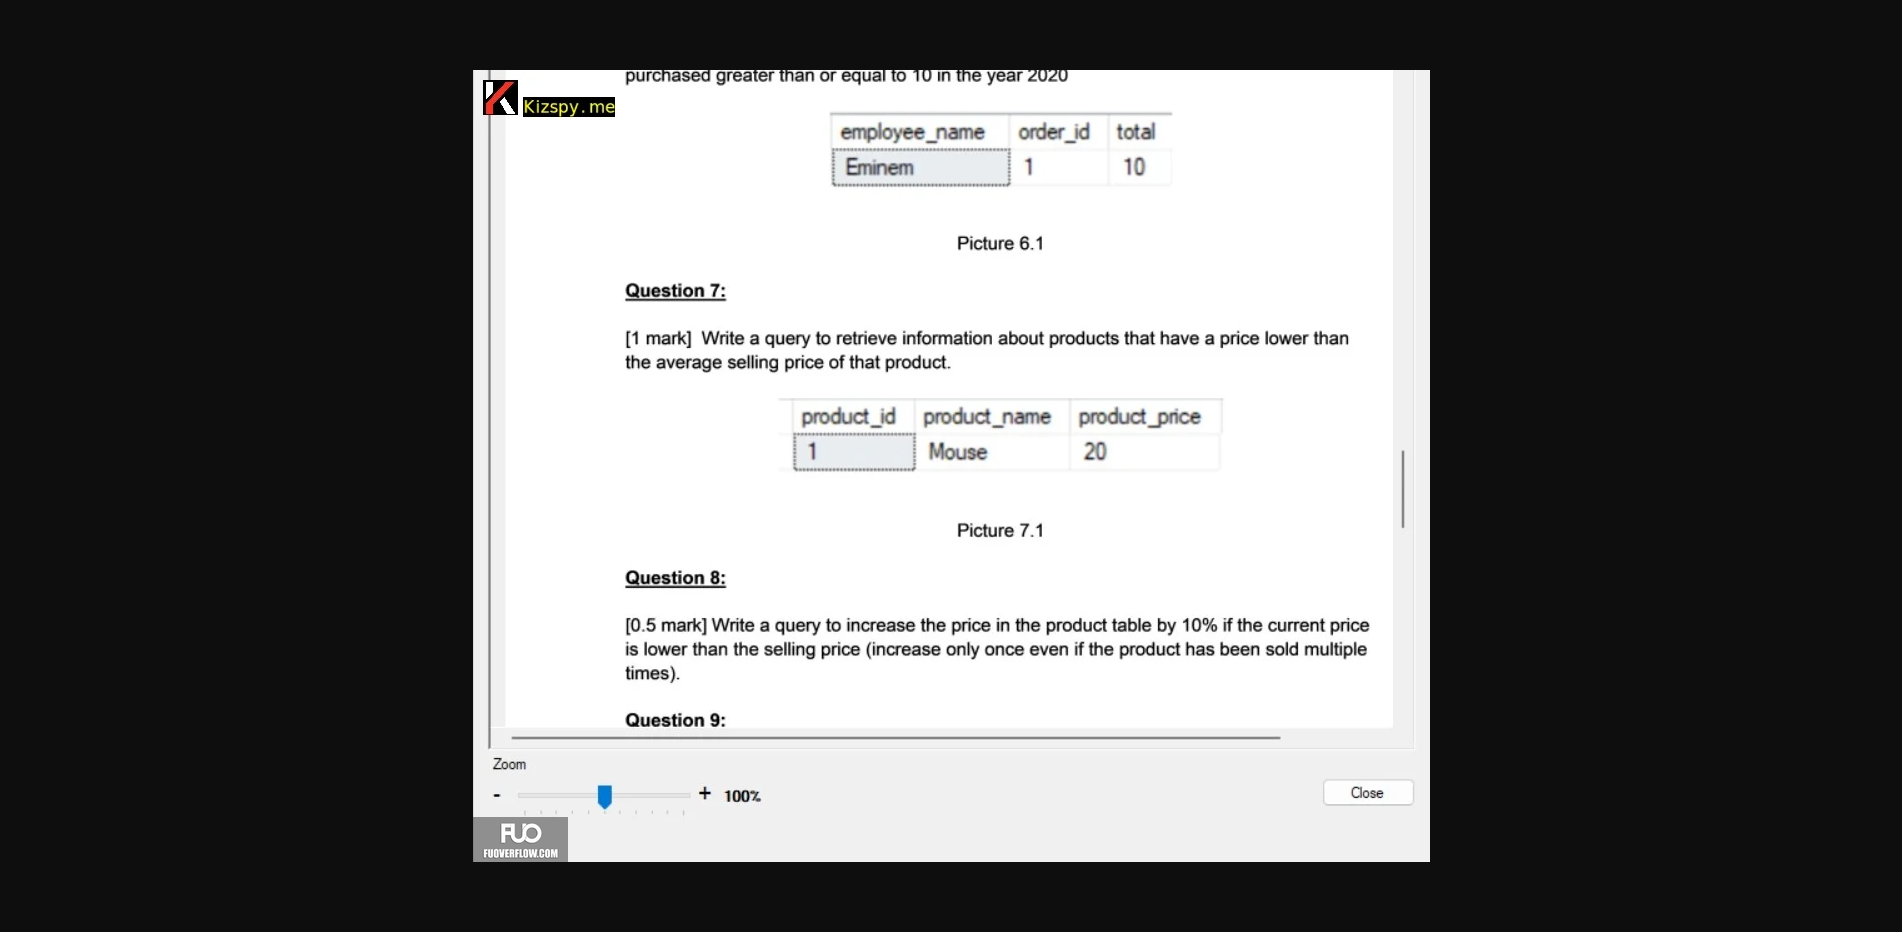 purchased greater than or equal to 10 in the year 2020
Kizspy.me
employee_name order_id total
Eminem 1 10
Picture 6.1
Question 7:
[1 mark] Write a query to retrieve information about products that have a price lower than
the average selling price of that product.
product_id product_name product_price
1 Mouse 20
Picture 7.1
Question 8:
[0.5 mark] Write a query to increase the price in the product table by 10% if the current price
is lower than the selling price (increase only once even if the product has been sold multiple
times).
Question 9:
Zoom
- + 100%
Close
FUO
FUOVERFLOW.COM